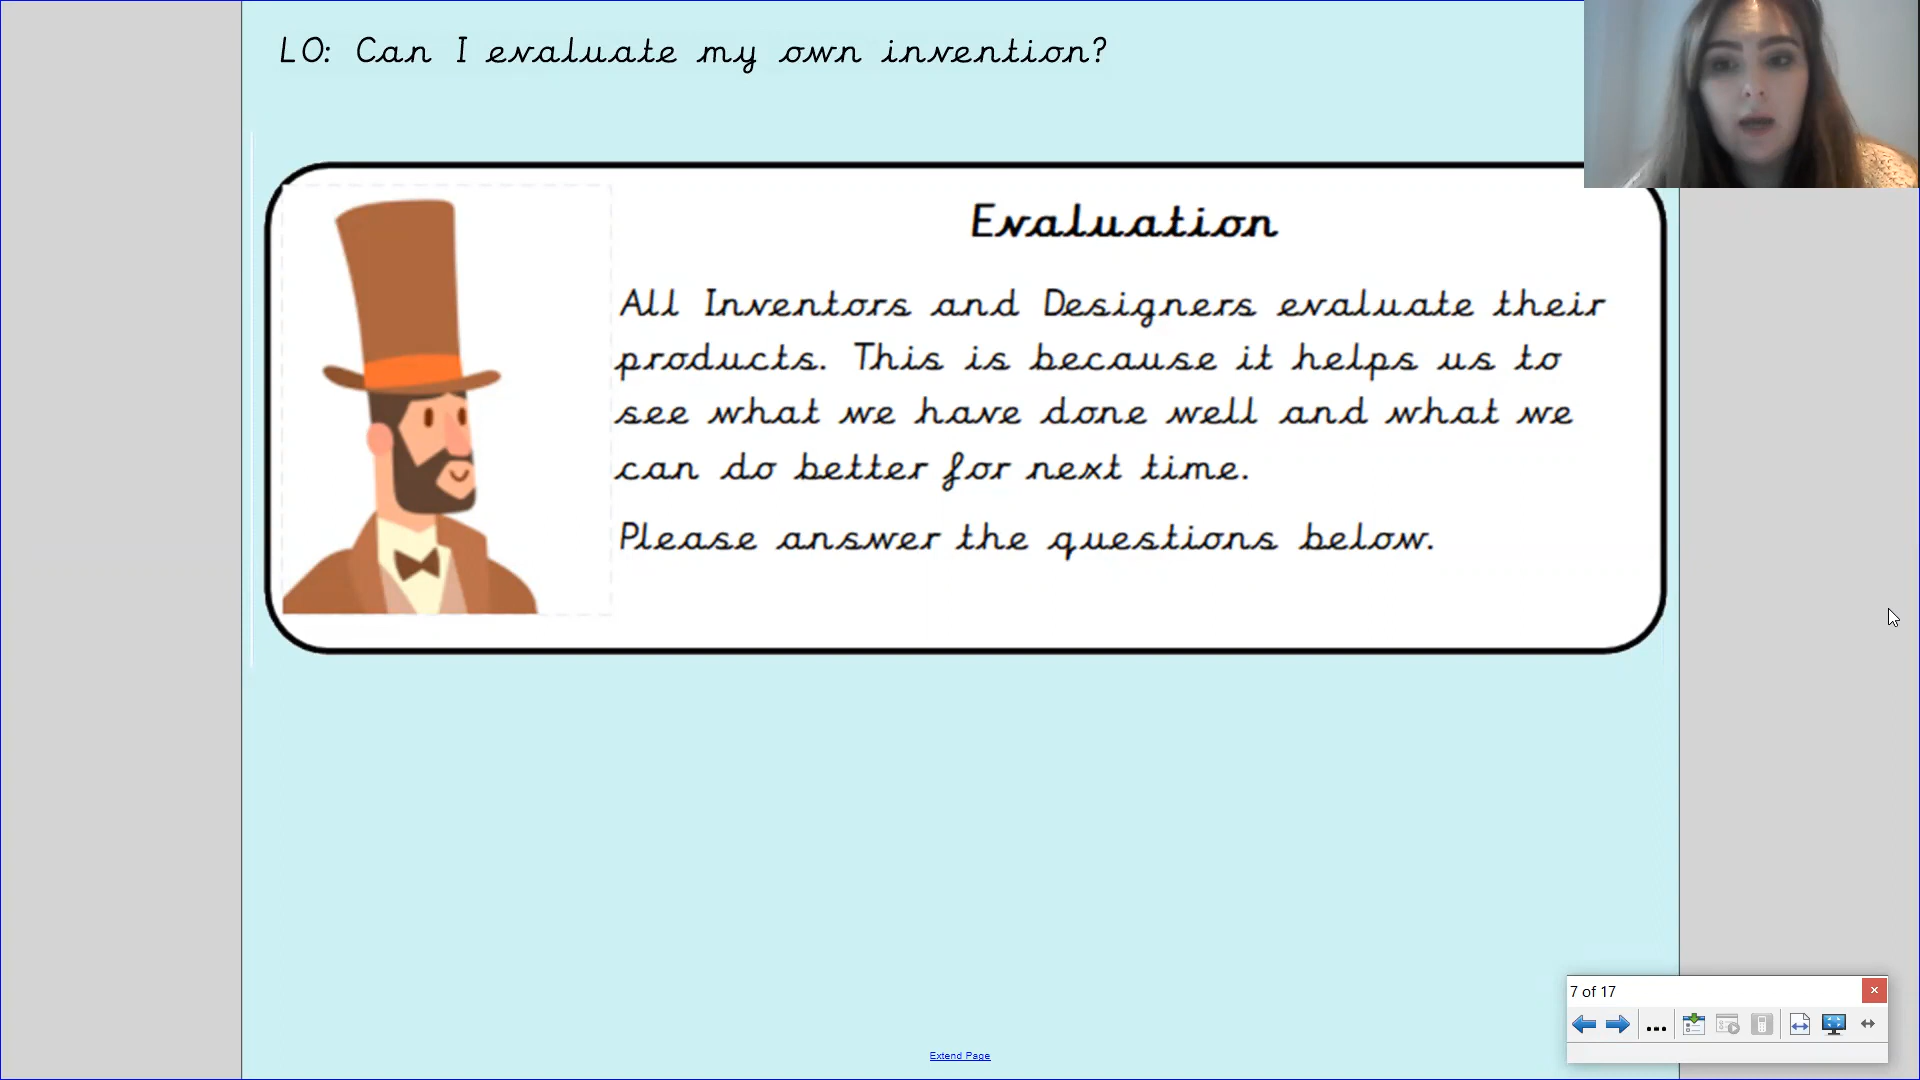 LO: Can I evaluate my own invention?
Evaluation
All Inventors and Designers evaluate their
products. This is because it helps us to
see what we have done well and what we
can do better for next time.
Please answer the questions below.
7 of 17
Extend Page